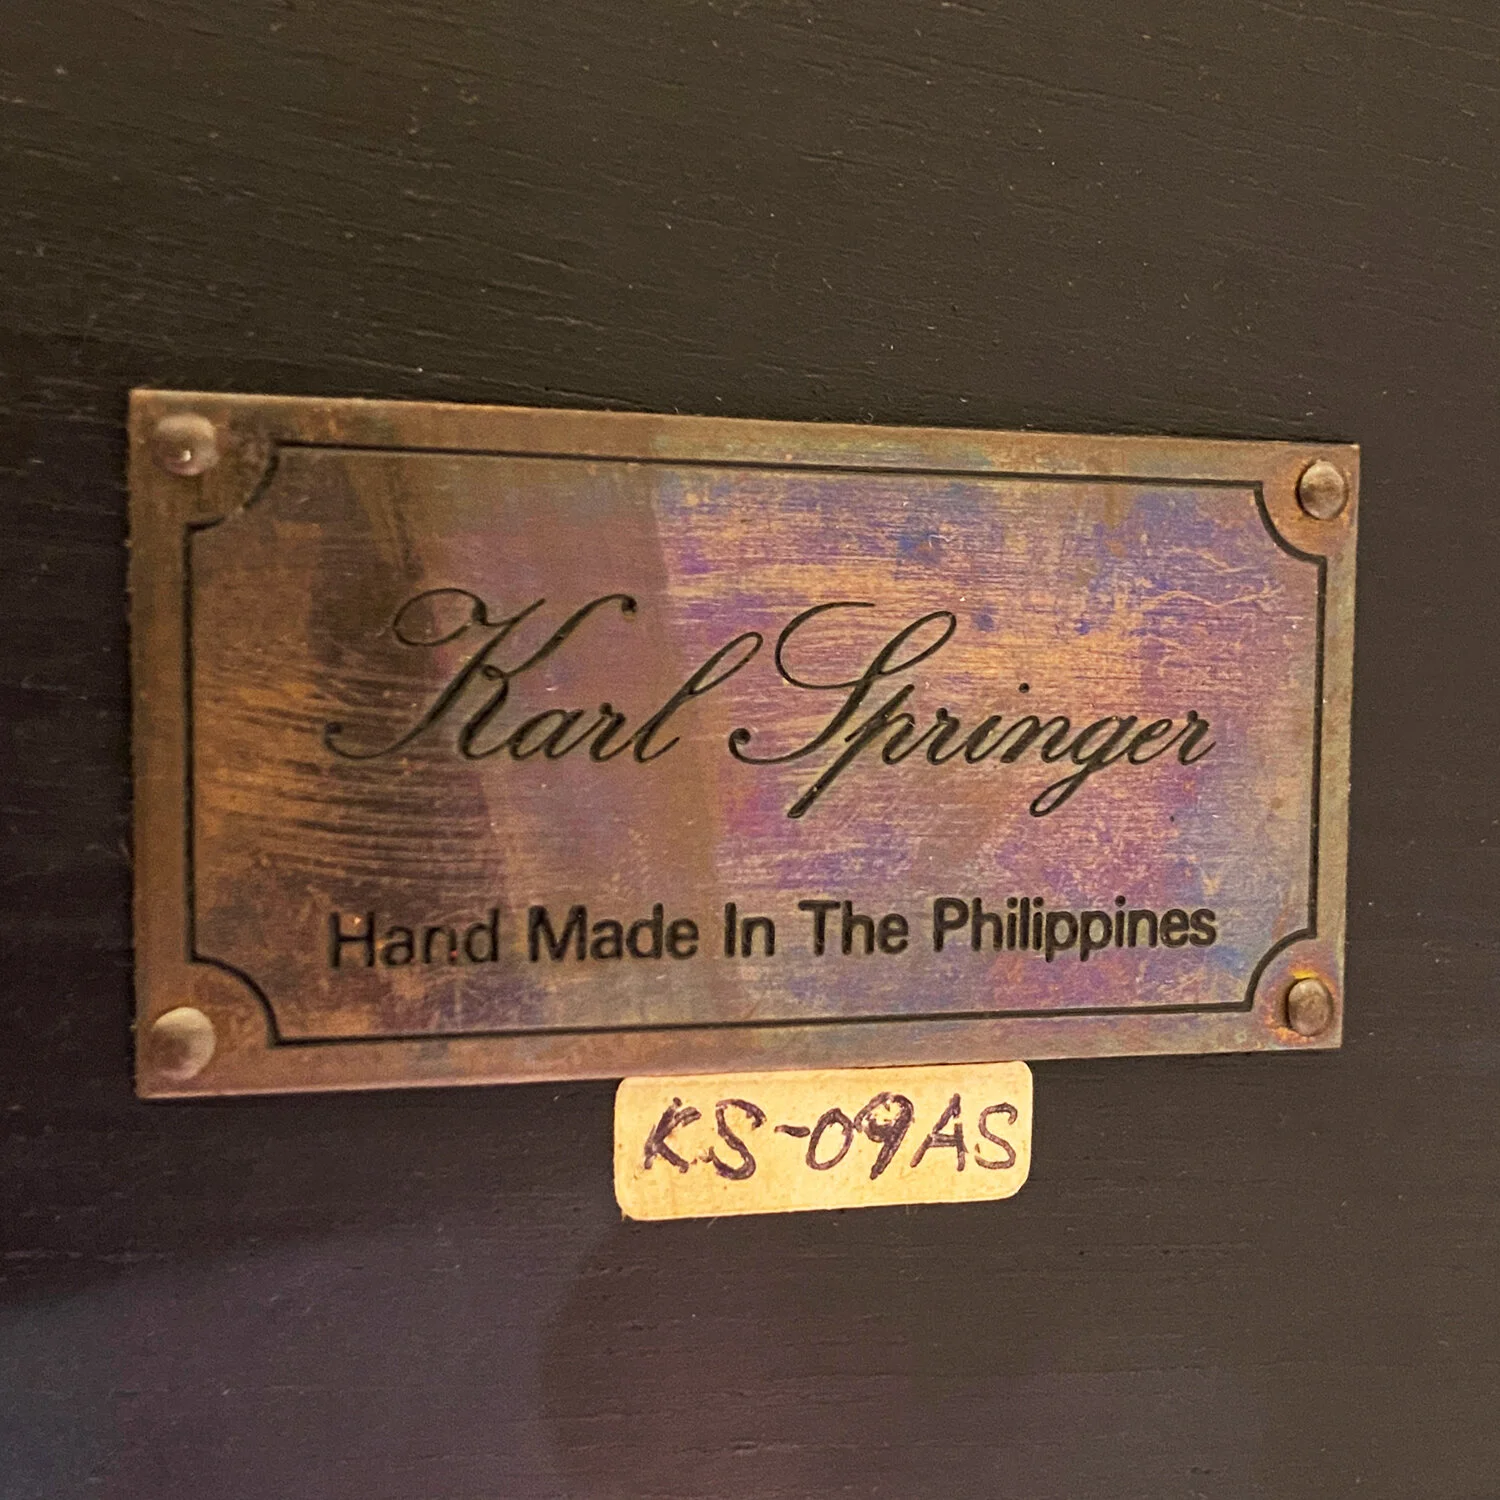 Karl Springer
Hand Made In The Philippines
KS-09AS